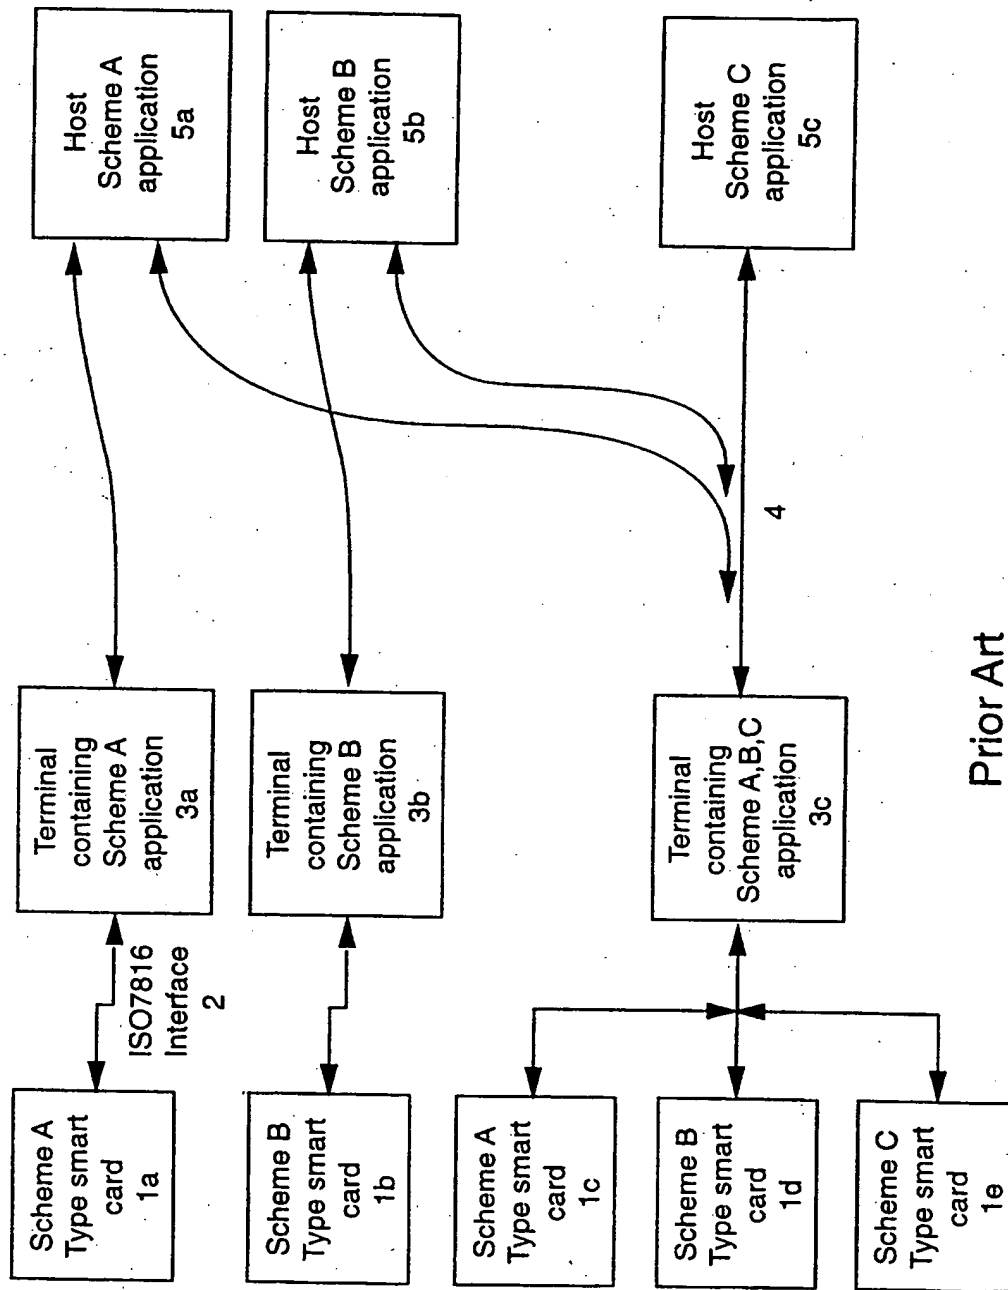 Scheme A
Type smart
card
1a
ISO7816
Interface
2
Terminal
containing
Scheme A
application
3a
Host
Scheme A
application
5a
Scheme B
Type smart
card
1b
Terminal
containing
Scheme B
application
3b
Host
Scheme B
application
5b
Scheme A
Type smart
card
1c
Scheme B
Type smart
card
1d
Scheme C
Type smart
card
1e
Terminal
containing
Scheme A,B,C
application
3c
4
Host
Scheme C
application
5c
Prior Art